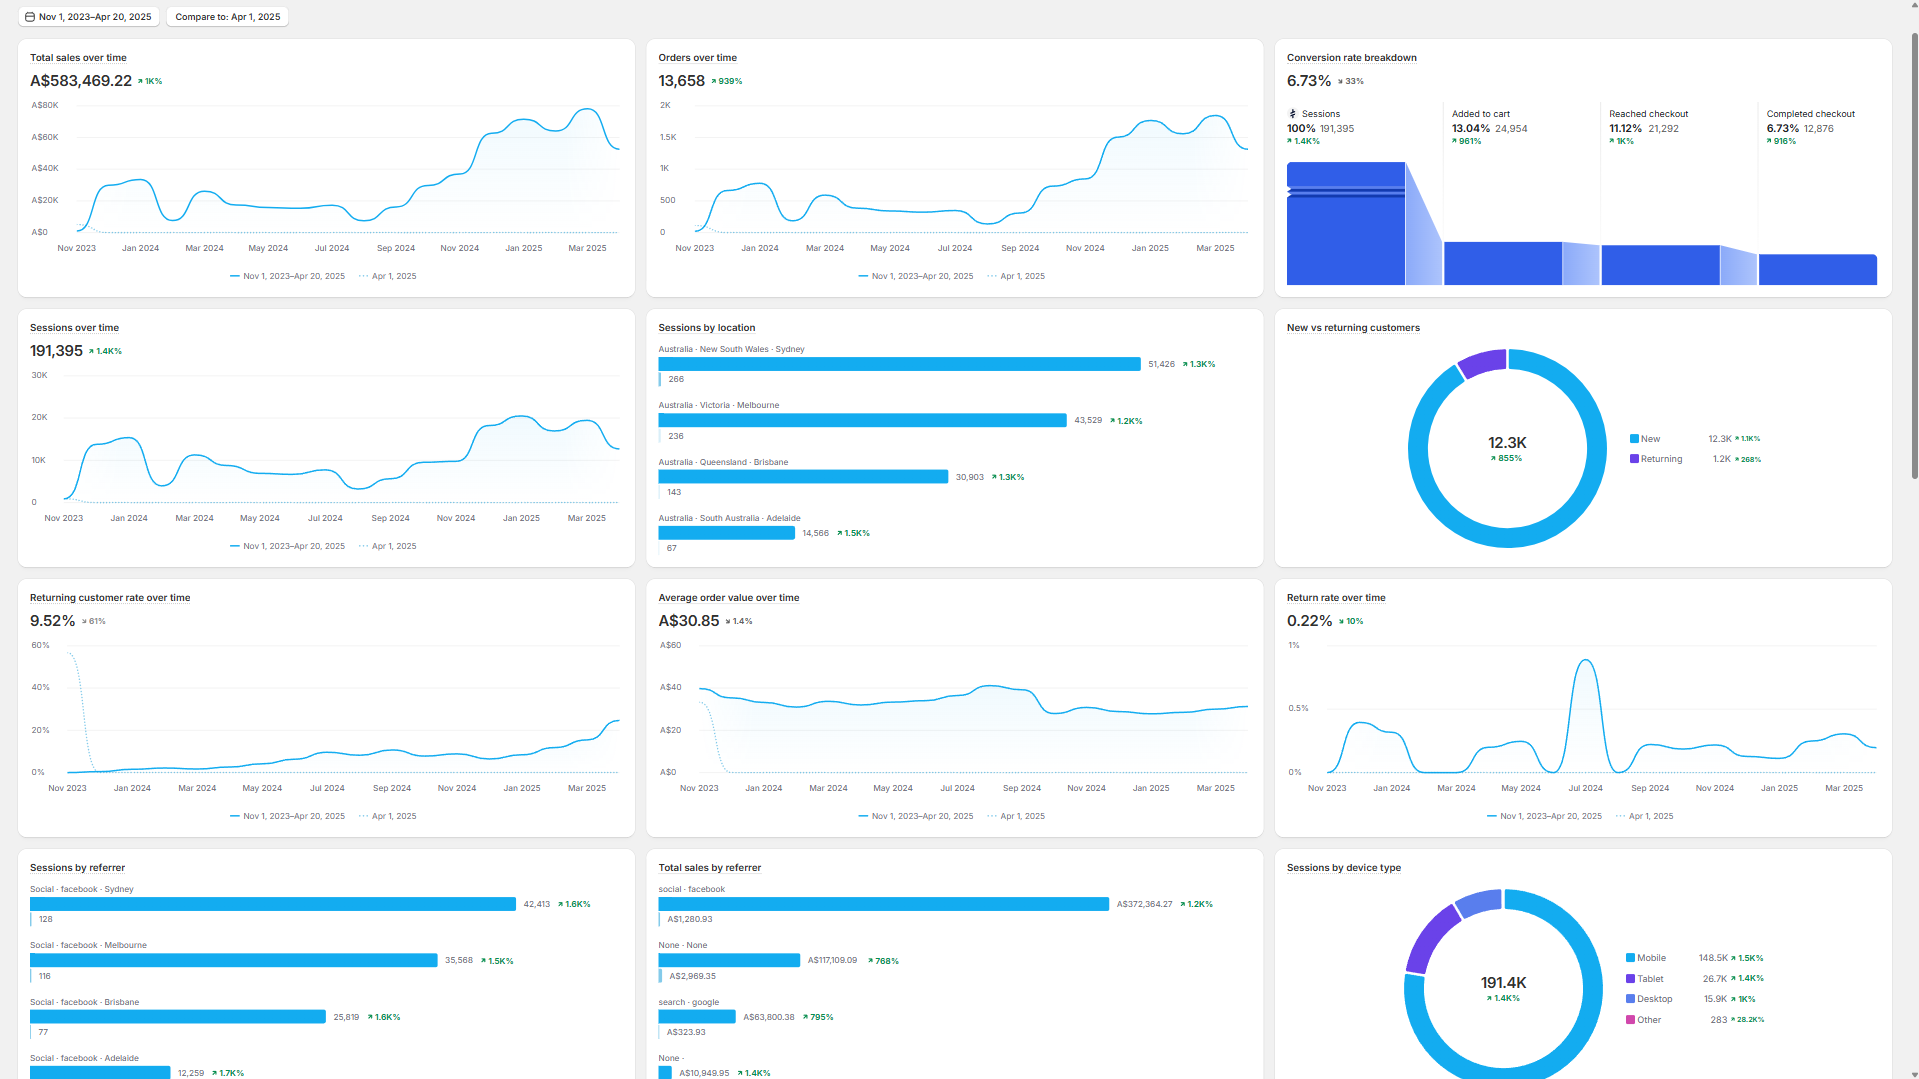 Nov 1, 2023–Apr 20, 2025
Compare to: Apr 1, 2025
Total sales over time
A$583,469.22 ↗ 1K%
A$80K
A$60K
A$40K
A$20K
A$0
Nov 2023 Jan 2024 Mar 2024 May 2024 Jul 2024 Sep 2024 Nov 2024 Jan 2025 Mar 2025
Nov 1, 2023–Apr 20, 2025 Apr 1, 2025
Orders over time
13,658 ↗ 939%
2K
1.5K
1K
500
0
Nov 2023 Jan 2024 Mar 2024 May 2024 Jul 2024 Sep 2024 Nov 2024 Jan 2025 Mar 2025
Nov 1, 2023–Apr 20, 2025 Apr 1, 2025
Conversion rate breakdown
6.73% ↘ 33%
Sessions
100% 191,395
↗ 1.4K%
Added to cart
13.04% 24,954
↗ 961%
Reached checkout
11.12% 21,292
↗ 1K%
Completed checkout
6.73% 12,876
↗ 916%
Sessions over time
191,395 ↗ 1.4K%
30K
20K
10K
0
Nov 2023 Jan 2024 Mar 2024 May 2024 Jul 2024 Sep 2024 Nov 2024 Jan 2025 Mar 2025
Nov 1, 2023–Apr 20, 2025 Apr 1, 2025
Sessions by location
Australia · New South Wales · Sydney
51,426 ↗ 1.3K%
266
Australia · Victoria · Melbourne
43,529 ↗ 1.2K%
236
Australia · Queensland · Brisbane
30,903 ↗ 1.3K%
143
Australia · South Australia · Adelaide
14,566 ↗ 1.5K%
67
New vs returning customers
12.3K
↗ 855%
New 12.3K ↗ 1.1K%
Returning 1.2K ↗ 268%
Returning customer rate over time
9.52% ↘ 61%
60%
40%
20%
0%
Nov 2023 Jan 2024 Mar 2024 May 2024 Jul 2024 Sep 2024 Nov 2024 Jan 2025 Mar 2025
Nov 1, 2023–Apr 20, 2025 Apr 1, 2025
Average order value over time
A$30.85 ↘ 1.4%
A$60
A$40
A$20
A$0
Nov 2023 Jan 2024 Mar 2024 May 2024 Jul 2024 Sep 2024 Nov 2024 Jan 2025 Mar 2025
Nov 1, 2023–Apr 20, 2025 Apr 1, 2025
Return rate over time
0.22% ↘ 10%
1%
0.5%
0%
Nov 2023 Jan 2024 Mar 2024 May 2024 Jul 2024 Sep 2024 Nov 2024 Jan 2025 Mar 2025
Nov 1, 2023–Apr 20, 2025 Apr 1, 2025
Sessions by referrer
Social · facebook · Sydney
42,413 ↗ 1.6K%
128
Social · facebook · Melbourne
35,568 ↗ 1.5K%
116
Social · facebook · Brisbane
25,819 ↗ 1.6K%
77
Social · facebook · Adelaide
12,259 ↗ 1.7K%
Total sales by referrer
social · facebook
A$372,364.27 ↗ 1.2K%
A$1,280.93
None · None
A$117,109.09 ↗ 768%
A$2,969.35
search · google
A$63,800.38 ↗ 795%
A$323.93
None ·
A$10,949.95 ↗ 1.4K%
Sessions by device type
191.4K
↗ 1.4K%
Mobile 148.5K ↗ 1.5K%
Tablet 26.7K ↗ 1.4K%
Desktop 15.9K ↗ 1K%
Other 283 ↗ 28.2K%